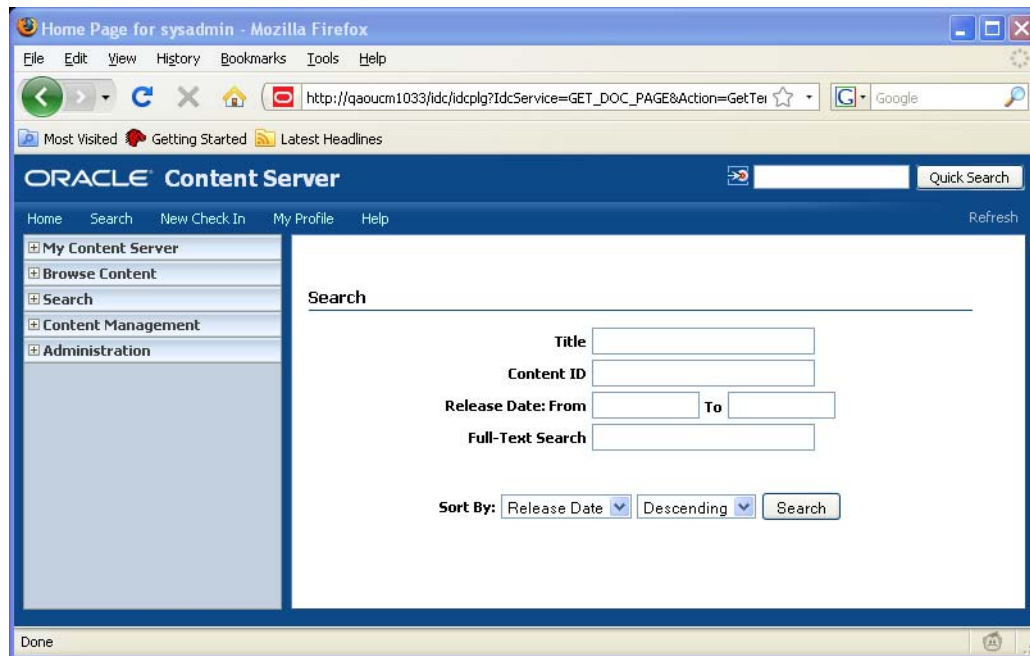 Home Page for sysadmin - Mozilla Firefox
File Edit View History Bookmarks Tools Help
http://qaoucm1033/idc/idcplg?IdcService=GET_DOC_PAGE&Action=GetTei G Google
Most Visited Getting Started Latest Headlines
ORACLE Content Server Quick Search
Home Search New Check In My Profile Help Refresh
My Content Server
Browse Content
Search
Content Management
Administration
Search
Title
Content ID
Release Date: From To
Full-Text Search
Sort By: Release Date Descending Search
Done